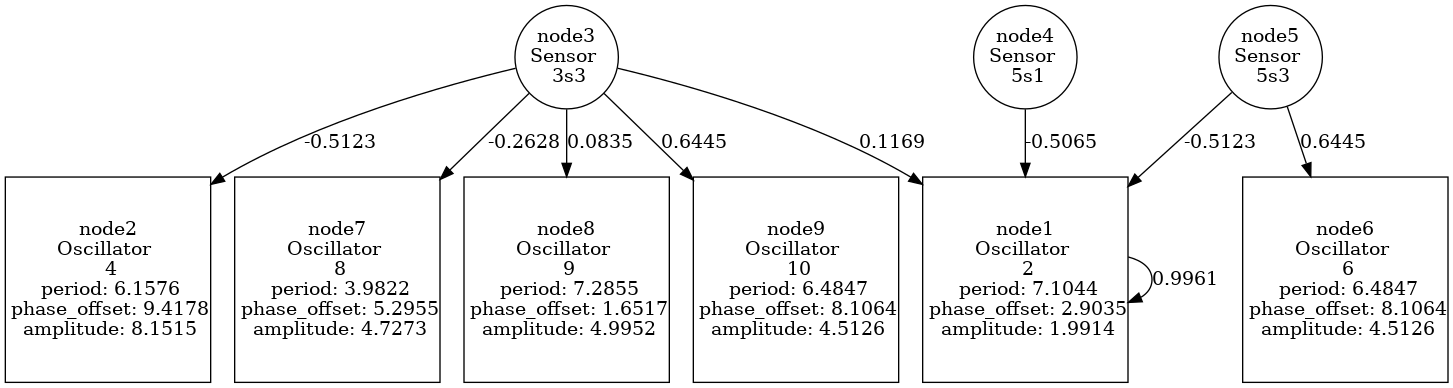 node3
Sensor
3s3
node4
Sensor
5s1
node5
Sensor
5s3
-0.5123
-0.2628
0.0835
0.6445
0.1169
-0.5065
-0.5123
0.6445
node2
Oscillator
4
period: 6.1576
phase_offset: 9.4178
amplitude: 8.1515
node7
Oscillator
8
period: 3.9822
phase_offset: 5.2955
amplitude: 4.7273
node8
Oscillator
9
period: 7.2855
phase_offset: 1.6517
amplitude: 4.9952
node9
Oscillator
10
period: 6.4847
phase_offset: 8.1064
amplitude: 4.5126
node1
Oscillator
2
period: 7.1044
phase_offset: 2.9035
amplitude: 1.9914
0.9961
node6
Oscillator
6
period: 6.4847
phase_offset: 8.1064
amplitude: 4.5126